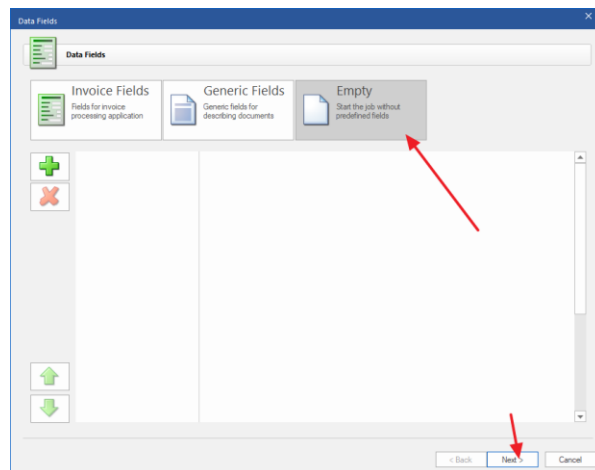 Data Fields
Data Fields
Invoice Fields
Fields for invoice
processing application
Generic Fields
Generic fields for
describing documents
Empty
Start the job without
predefined fields
< Back
Next >
Cancel